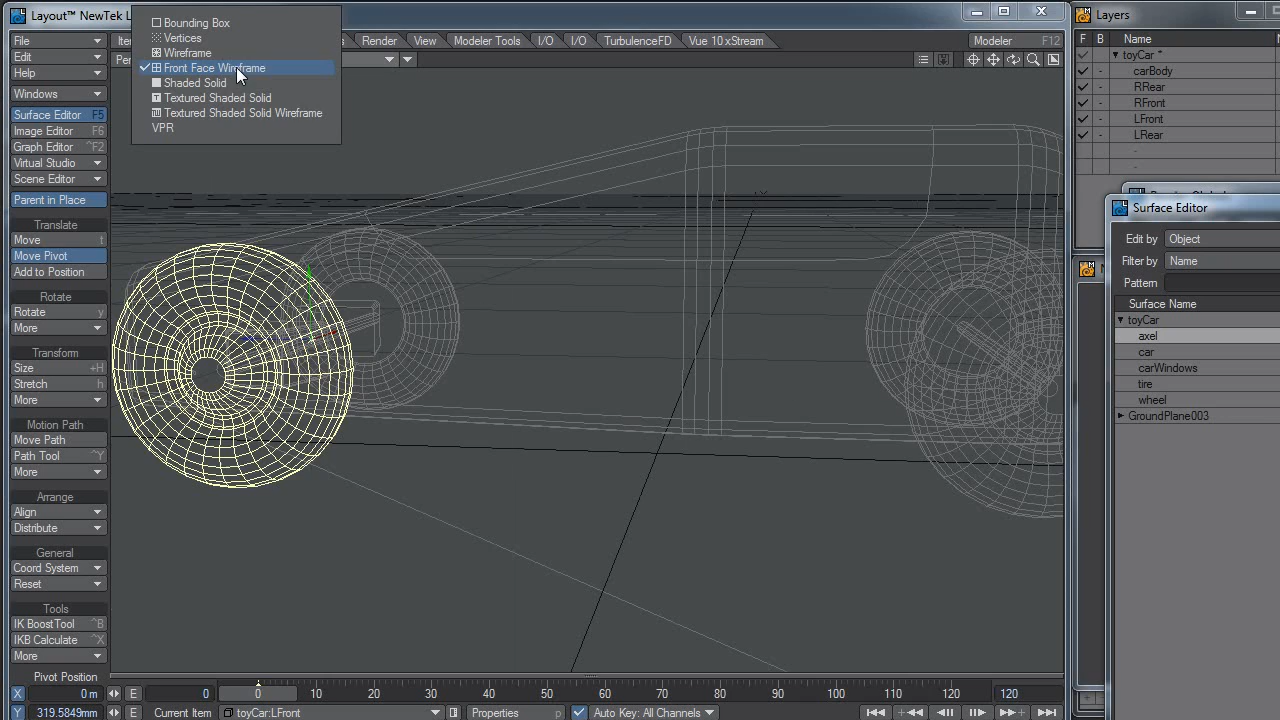 Layout™ NewTek L
Bounding Box
Vertices
Wireframe
Front Face Wireframe
Shaded Solid
Textured Shaded Solid
Textured Shaded Solid Wireframe
VPR
File
Edit
Help
Windows
Surface Editor F5
Image Editor F6
Graph Editor ^F2
Virtual Studio
Scene Editor
Parent in Place
Translate
Move t
Move Pivot
Add to Position
Rotate
Rotate y
More
Transform
Size +H
Stretch h
More
Motion Path
Move Path
Path Tool ^Y
More
Arrange
Align
Distribute
General
Coord System
Reset
Tools
IK BoostTool ^B
IKB Calculate ^X
More
Pivot Position
X 0 m E
Y 319.5849mm E
Render View Modeler Tools I/O I/O TurbulenceFD Vue 10 xStream Modeler F12
0 0 10 20 30 40 50 60 70 80 90 100 110 120 120
Current Item toyCar:LFront Properties p Auto Key: All Channels
Layers
F B Name
toyCar *
carBody
RRear
RFront
LFront
LRear
Surface Editor
Edit by Object
Filter by Name
Pattern
Surface Name
toyCar
axel
car
carWindows
tire
wheel
GroundPlane003